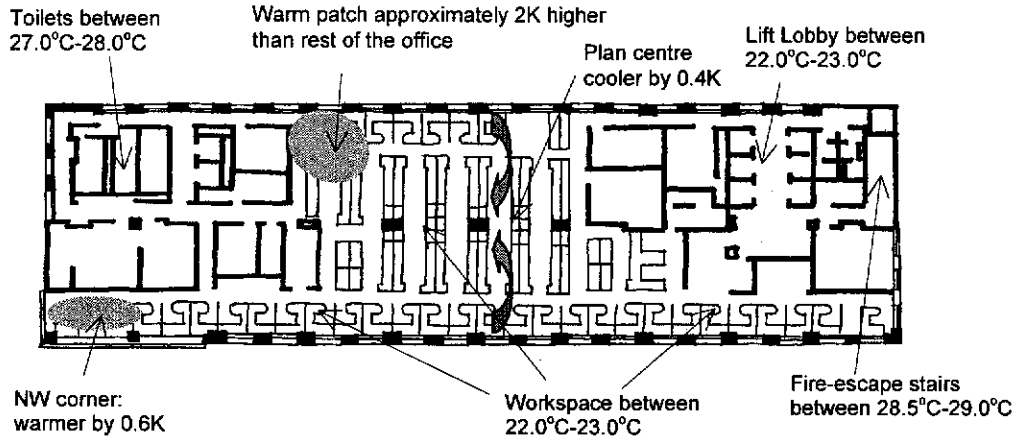 Toilets between
27.0°C-28.0°C
Warm patch approximately 2K higher
than rest of the office
Plan centre
cooler by 0.4K
Lift Lobby between
22.0°C-23.0°C
NW corner:
warmer by 0.6K
Workspace between
22.0°C-23.0°C
Fire-escape stairs
between 28.5°C-29.0°C